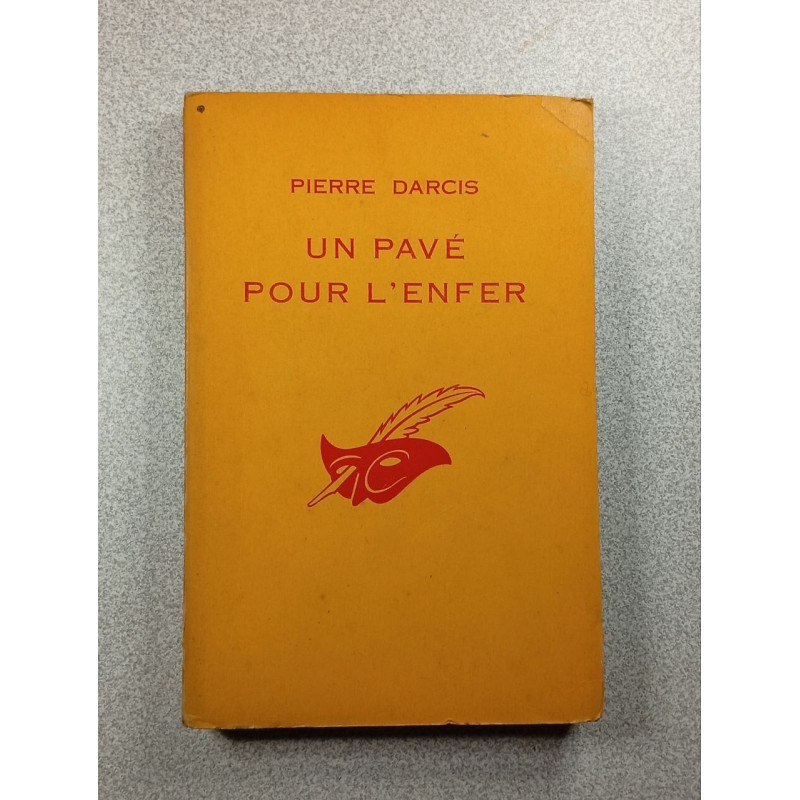 PIERRE DARCIS
UN PAVÉ
POUR L'ENFER